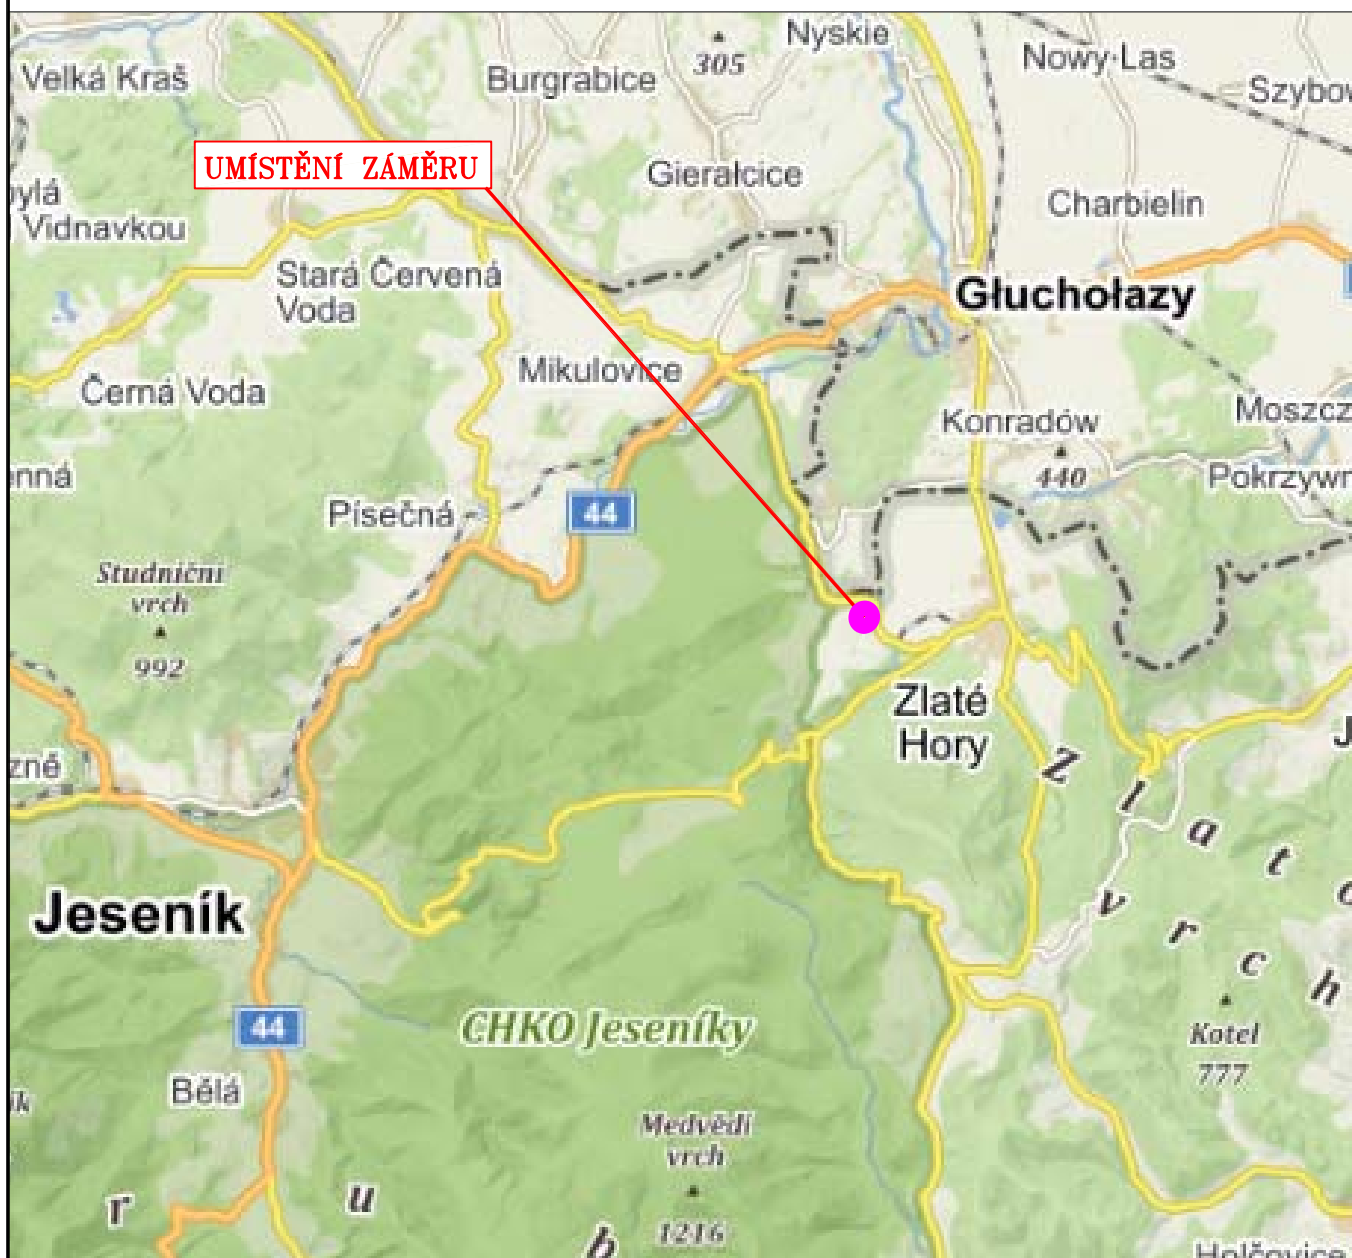 Nyskie
305
Nowy Las
Velká Kraš
Burgrabice
UMÍSTĚNÍ ZÁMĚRU
Gierałcice
Charbielin
Vidnavkou
Stará Červená
Voda
Głuchołazy
Mikulovice
Černá Voda
Moszcz
Konradów
440
Pokrzywn
Písečná
44
Studniční
vrch
992
Zlaté
Hory
Z l a t o
v r c h
Jeseník
44
CHKO Jeseníky
Kotel
777
Bělá
Medvědí
vrch
1216
r u b
Holčovice